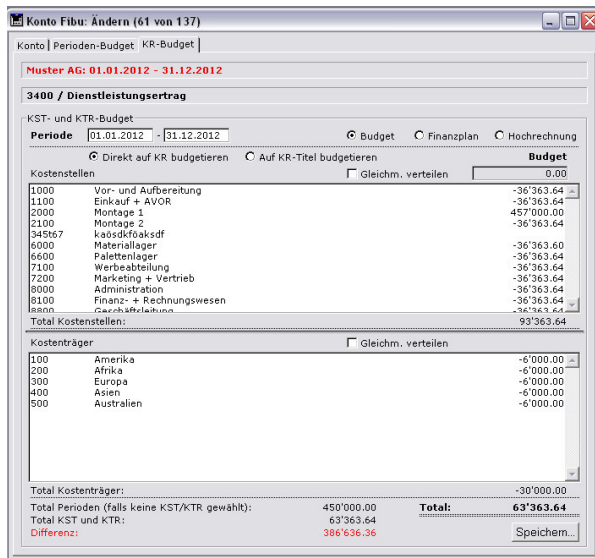 Konto Fibu: Ändern (61 von 137)
Konto Perioden-Budget KR-Budget
Muster AG: 01.01.2012 - 31.12.2012
3400 / Dienstleistungsertrag
KST- und KTR-Budget
Periode 01.01.2012 - 31.12.2012 Budget Finanzplan Hochrechnung
Direkt auf KR budgetieren Auf KR-Titel budgetieren Budget
Kostenstellen Gleichm. verteilen 0.00
1000 Vor- und Aufbereitung -36'363.64
1100 Einkauf + AVOR -36'363.64
2000 Montage 1 457'000.00
2100 Montage 2 -36'363.64
345t67 kaösdkföaksdf
6000 Materiallager -36'363.60
6600 Palettenlager -36'363.64
7100 Werbeabteilung -36'363.64
7200 Marketing + Vertrieb -36'363.64
8000 Administration -36'363.64
8100 Finanz- + Rechnungswesen -36'363.64
8800 Geschäftsleitung -36'363.64
Total Kostenstellen: 93'363.64
Kostenträger Gleichm. verteilen
100 Amerika -6'000.00
200 Afrika -6'000.00
300 Europa -6'000.00
400 Asien -6'000.00
500 Australien -6'000.00
Total Kostenträger: -30'000.00
Total Perioden (falls keine KST/KTR gewählt): 450'000.00 Total: 63'363.64
Total KST und KTR: 63'363.64
Differenz: 386'636.36 Speichern...